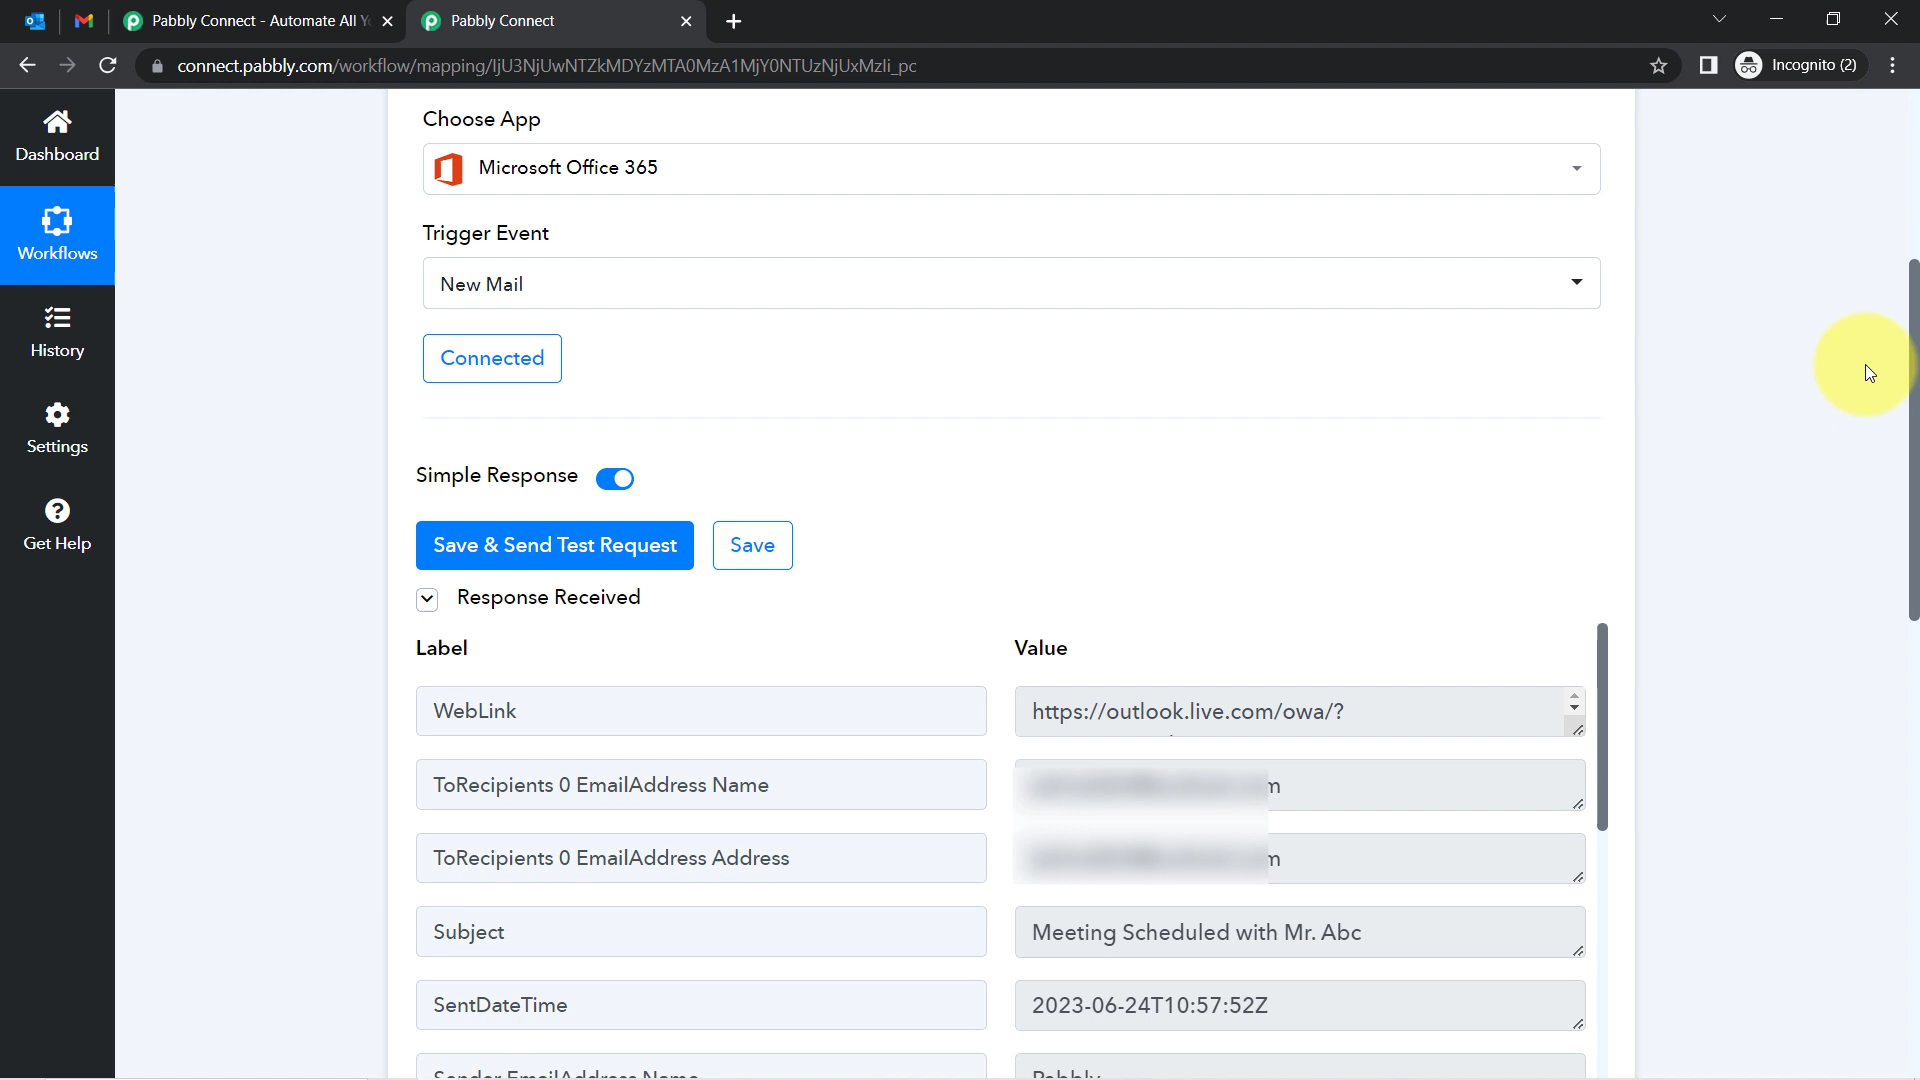 Pabbly Connect - Automate All Y
Pabbly Connect
connect.pabbly.com/workflow/mapping/IjU3NjUwNTZkMDYzMTA0MzA1MjY0NTUzNjUxMzIi_pc
Incognito (2)
Dashboard
Workflows
History
Settings
Get Help
Choose App
Microsoft Office 365
Trigger Event
New Mail
Connected
Simple Response
Save & Send Test Request
Save
Response Received
Label
Value
WebLink
https://outlook.live.com/owa/?
ToRecipients 0 EmailAddress Name
m
ToRecipients 0 EmailAddress Address
m
Subject
Meeting Scheduled with Mr. Abc
SentDateTime
2023-06-24T10:57:52Z
Sender EmailAddress Name
Pabbly